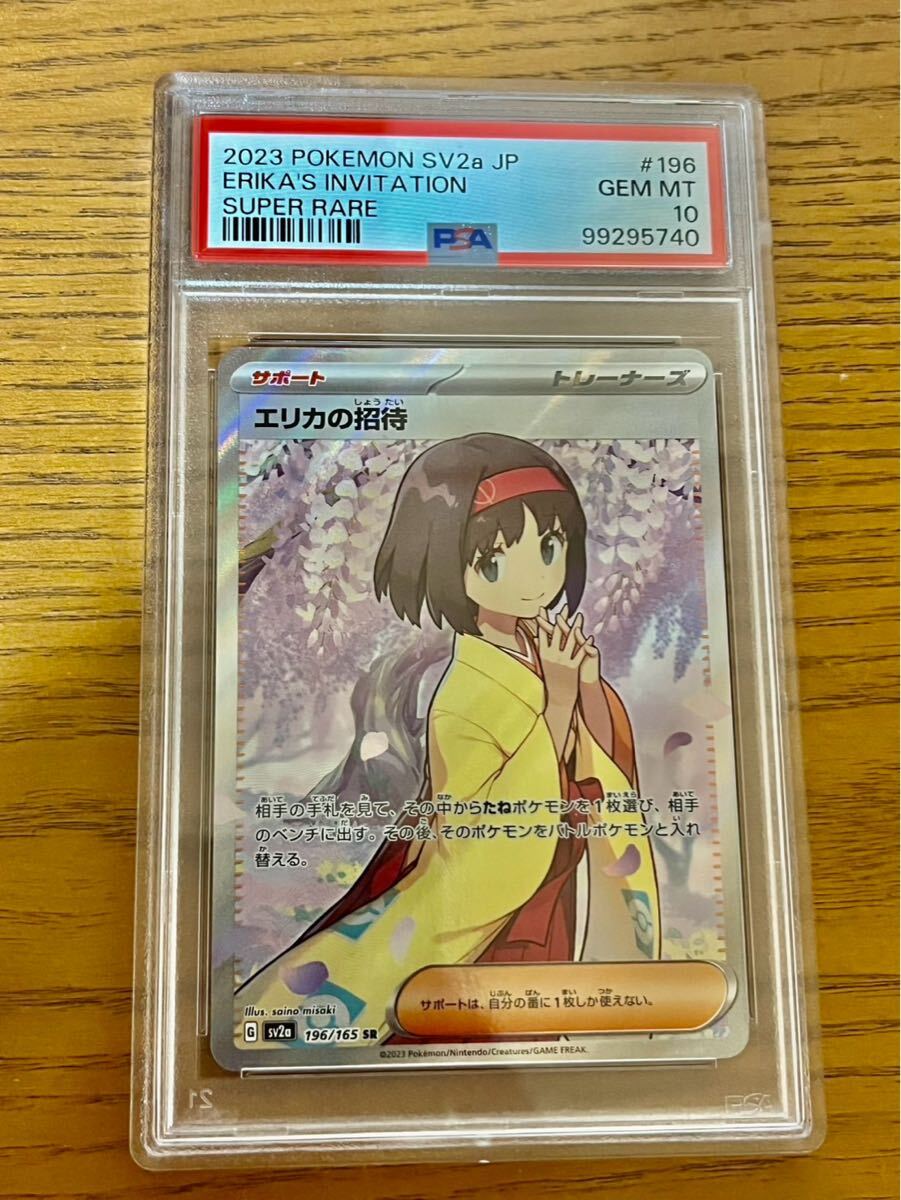 2023 POKEMON SV2a JP #196
ERIKA'S INVITATION GEM MT
SUPER RARE 10
PSA 99295740
サポート トレーナーズ
しょうたい
エリカの招待
あいて てふだ み なか まいえら あいて
相手の手札を見て、その中からたねポケモンを1枚選び、相手
だ ご い
のベンチに出す。その後、そのポケモンをバトルポケモンと入れ
か
替える。
じぶん ばん まい つか
サポートは、自分の番に1枚しか使えない。
Illus. saino misaki
G sv2a 196/165 SR
©2023 Pokémon/Nintendo/Creatures/GAME FREAK.
21 PSA